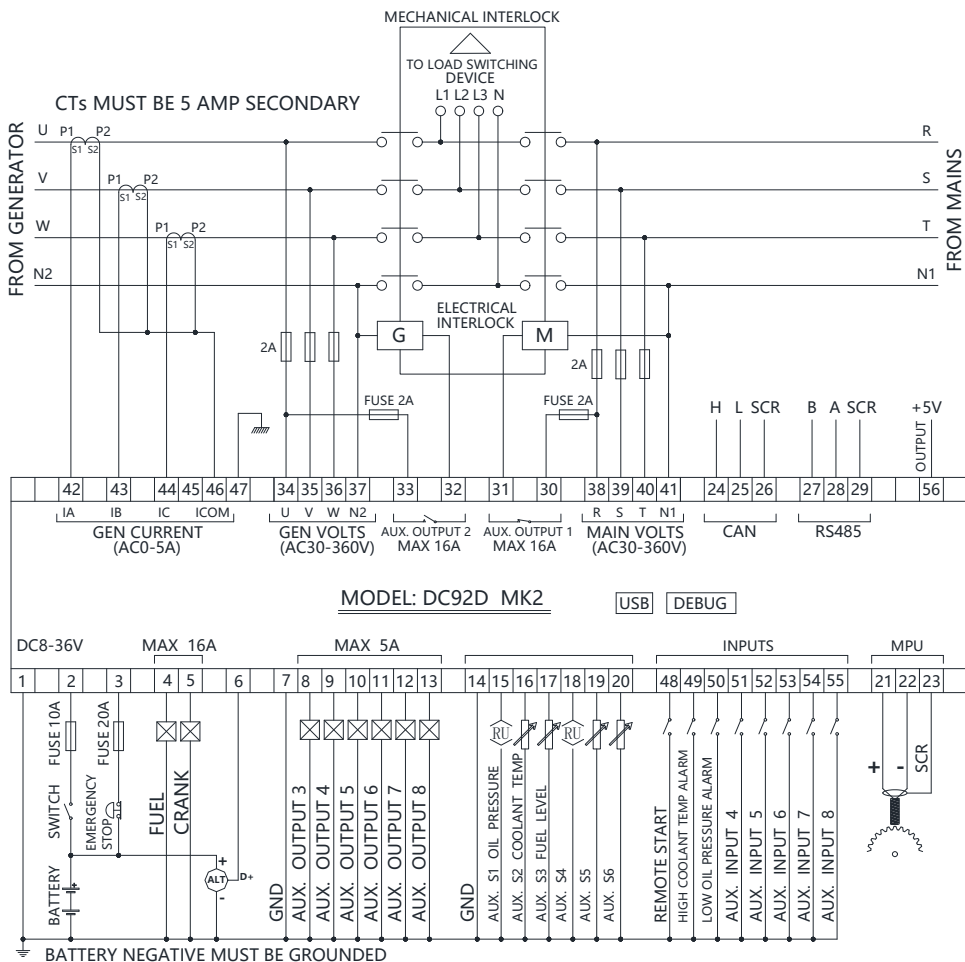 MECHANICAL INTERLOCK
TO LOAD SWITCHING
DEVICE
L1 L2 L3 N
CTs MUST BE 5 AMP SECONDARY
FROM GENERATOR
U P1 P2
S1 S2
V P1 P2
S1 S2
W P1 P2
S1 S2
N2
R
S
T
N1
FROM MAINS
ELECTRICAL
INTERLOCK
G
M
2A
2A
FUSE 2A
FUSE 2A
H L SCR
B A SCR
+5V
OUTPUT
42 43 44 45 46 47 34 35 36 37 33 32 31 30 38 39 40 41 24 25 26 27 28 29 56
IA IB IC ICOM
GEN CURRENT
(AC0-5A)
U V W N2
GEN VOLTS
(AC30-360V)
AUX. OUTPUT 2
MAX 16A
AUX. OUTPUT 1
MAX 16A
R S T N1
MAIN VOLTS
(AC30-360V)
CAN
RS485
MODEL: DC92D MK2
USB
DEBUG
DC8-36V
MAX 16A
MAX 5A
INPUTS
MPU
1 2 3 4 5 6 7 8 9 10 11 12 13 14 15 16 17 18 19 20 48 49 50 51 52 53 54 55 21 22 23
FUSE 10A
FUSE 20A
SWITCH
EMERGENCY
STOP
BATTERY
+
FUEL
CRANK
+
ALT
D+
-
GND
AUX. OUTPUT 3
AUX. OUTPUT 4
AUX. OUTPUT 5
AUX. OUTPUT 6
AUX. OUTPUT 7
AUX. OUTPUT 8
GND
RU
RU
AUX. S1 OIL PRESSURE
AUX. S2 COOLANT TEMP
AUX. S3 FUEL LEVEL
AUX. S4
AUX. S5
AUX. S6
REMOTE START
HIGH COOLANT TEMP ALARM
LOW OIL PRESSURE ALARM
AUX. INPUT 4
AUX. INPUT 5
AUX. INPUT 6
AUX. INPUT 7
AUX. INPUT 8
+ -
SCR
BATTERY NEGATIVE MUST BE GROUNDED